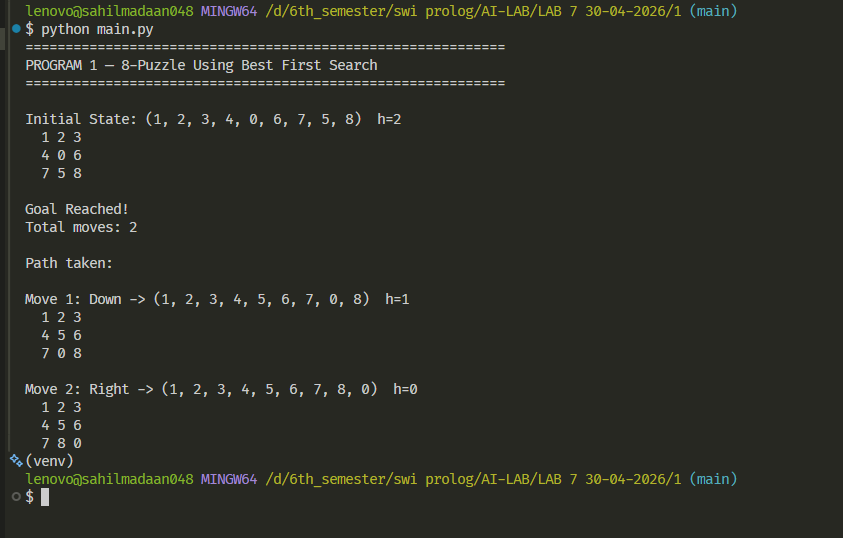 lenovo@sahilmadaan048 MINGW64 /d/6th_semester/swi prolog/AI-LAB/LAB 7 30-04-2026/1 (main)
$ python main.py
============================================================
PROGRAM 1 — 8-Puzzle Using Best First Search
============================================================
Initial State: (1, 2, 3, 4, 0, 6, 7, 5, 8)  h=2
  1 2 3
  4 0 6
  7 5 8
Goal Reached!
Total moves: 2
Path taken:
Move 1: Down -> (1, 2, 3, 4, 5, 6, 7, 0, 8)  h=1
  1 2 3
  4 5 6
  7 0 8
Move 2: Right -> (1, 2, 3, 4, 5, 6, 7, 8, 0)  h=0
  1 2 3
  4 5 6
  7 8 0
(venv)
lenovo@sahilmadaan048 MINGW64 /d/6th_semester/swi prolog/AI-LAB/LAB 7 30-04-2026/1 (main)
$